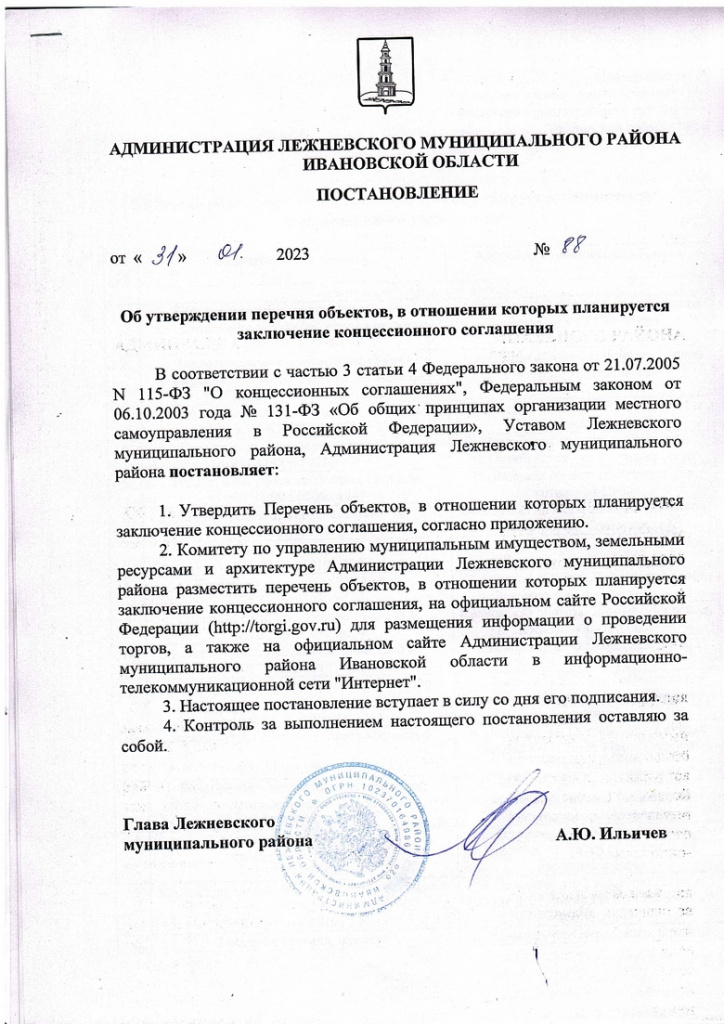 АДМИНИСТРАЦИЯ ЛЕЖНЕВСКОГО МУНИЦИПАЛЬНОГО РАЙОНА
ИВАНОВСКОЙ ОБЛАСТИ
ПОСТАНОВЛЕНИЕ
от « 31 » 01. 2023 № 88
Об утверждении перечня объектов, в отношении которых планируется
заключение концессионного соглашения
В соответствии с частью 3 статьи 4 Федерального закона от 21.07.2005
N 115-ФЗ "О концессионных соглашениях", Федеральным законом от
06.10.2003 года № 131-ФЗ «Об общих принципах организации местного
самоуправления в Российской Федерации», Уставом Лежневского
муниципального района, Администрация Лежневского муниципального
района постановляет:
1. Утвердить Перечень объектов, в отношении которых планируется
заключение концессионного соглашения, согласно приложению.
2. Комитету по управлению муниципальным имуществом, земельными
ресурсами и архитектуре Администрации Лежневского муниципального
района разместить перечень объектов, в отношении которых планируется
заключение концессионного соглашения, на официальном сайте Российской
Федерации (http://torgi.gov.ru) для размещения информации о проведении
торгов, а также на официальном сайте Администрации Лежневского
муниципального района Ивановской области в информационно-
телекоммуникационной сети "Интернет".
3. Настоящее постановление вступает в силу со дня его подписания.
4. Контроль за выполнением настоящего постановления оставляю за
собой.
Глава Лежневского
муниципального района А.Ю. Ильичев